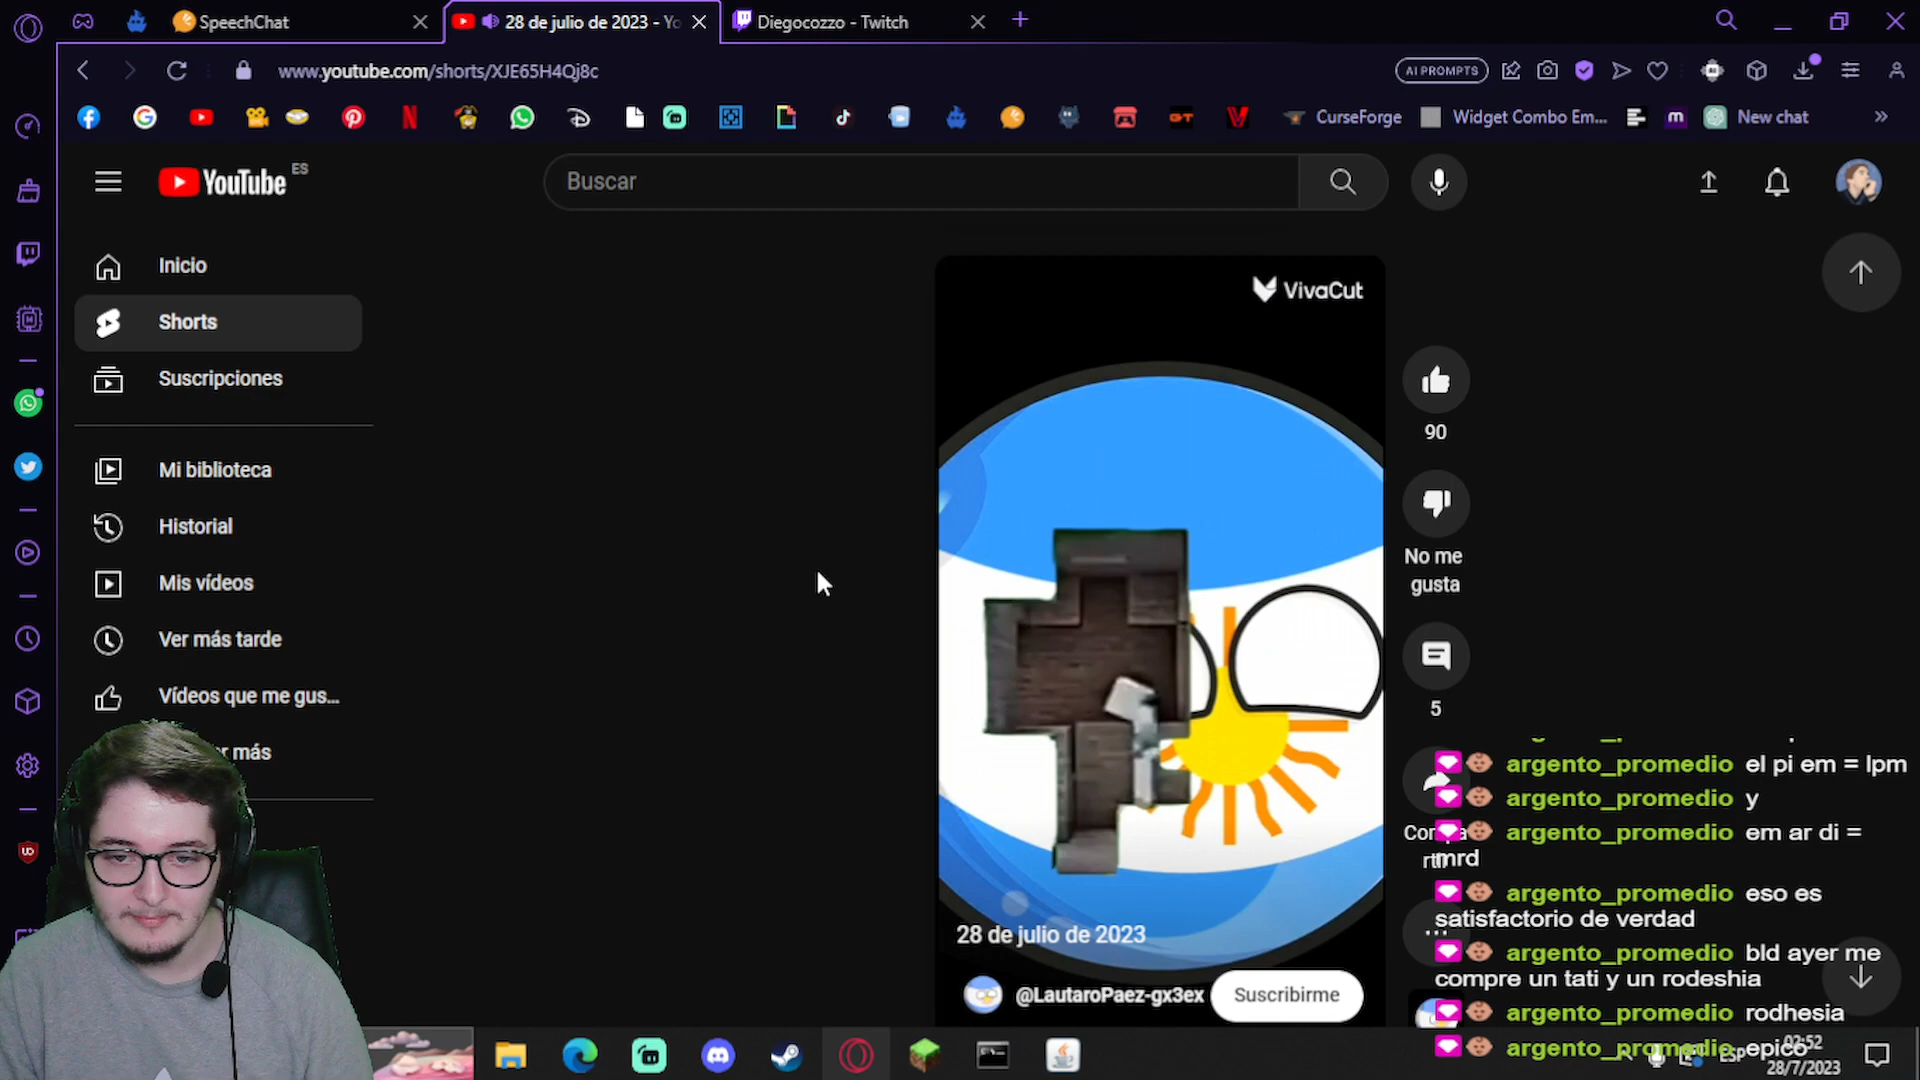 SpeechChat
28 de julio de 2023 - Yo
Diegocozzo - Twitch
www.youtube.com/shorts/XJE65H4Qj8c
AI PROMPTS
CurseForge
Widget Combo Em...
New chat
YouTube ES
Buscar
Inicio
Shorts
Suscripciones
Mi biblioteca
Historial
Mis vídeos
Ver más tarde
Vídeos que me gus...
r más
VivaCut
90
No me
gusta
5
28 de julio de 2023
@LautaroPaez-gx3ex
Suscribirme
argento_promedio el pi em = lpm
argento_promedio y
argento_promedio em ar di =
mrd
argento_promedio eso es
satisfactorio de verdad
argento_promedio bld ayer me
compre un tati y un rodeshia
argento_promedio rodhesia
argento_promedio epico
ESP
02:52
28/7/2023